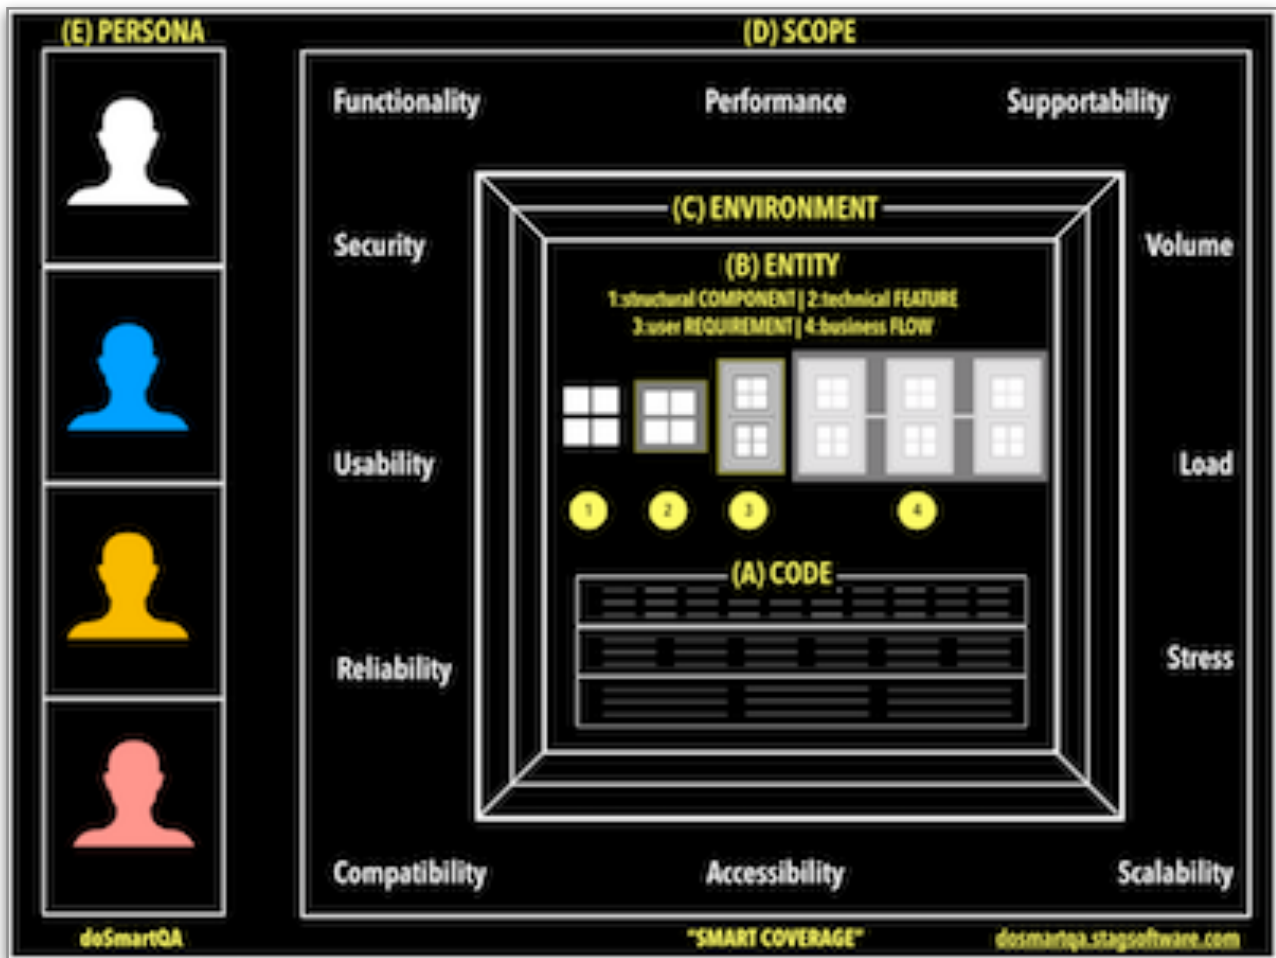 (E) PERSONA
(D) SCOPE
Functionality
Performance
Supportability
(C) ENVIRONMENT
Security
Volume
(B) ENTITY
1:structural COMPONENT | 2:technical FEATURE
3:user REQUIREMENT | 4:business FLOW
Usability
Load
1
2
3
4
(A) CODE
Reliability
Stress
Compatibility
Accessibility
Scalability
doSmartQA
"SMART COVERAGE"
dosmartqa.stagsoftware.com